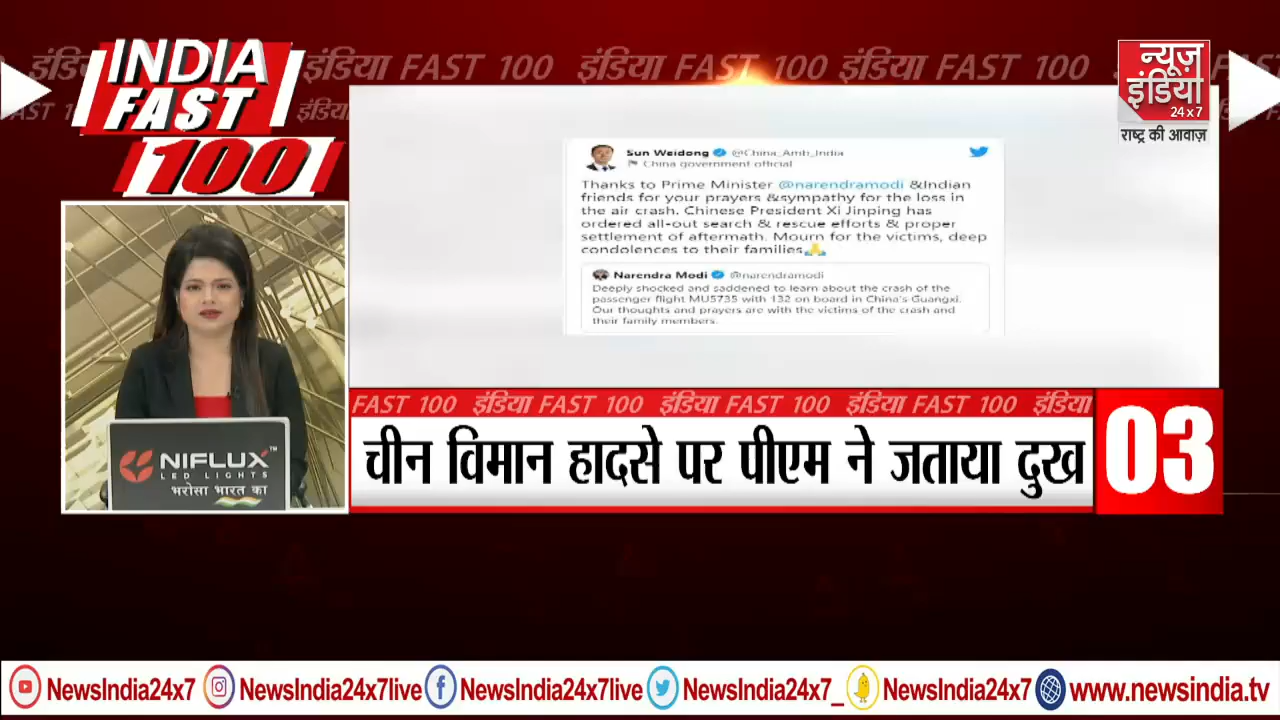 इंडिया FAST 100 इंडिया FAST 100 इंडिया FAST 100
INDIA
FAST
100
न्यूज़
इंडिया
24x7
राष्ट्र की आवाज़
Sun Weidong @China_Amb_India
China government official
Thanks to Prime Minister @narendramodi &Indian
friends for your prayers &sympathy for the loss in
the air crash. Chinese President Xi Jinping has
ordered all-out search & rescue efforts & proper
settlement of aftermath. Mourn for the victims, deep
condolences to their families🙏
Narendra Modi @narendramodi
Deeply shocked and saddened to learn about the crash of the
passenger flight MU5735 with 132 on board in China's Guangxi.
Our thoughts and prayers are with the victims of the crash and
their family members.
FAST 100 इंडिया FAST 100 इंडिया FAST 100 इंडिया FAST 100 इंडिया
चीन विमान हादसे पर पीएम ने जताया दुख
03
NIFLUX™
LED LIGHTS
भरोसा भारत का
NewsIndia24x7 NewsIndia24x7live NewsIndia24x7live NewsIndia24x7_ NewsIndia24x7 www.newsindia.tv